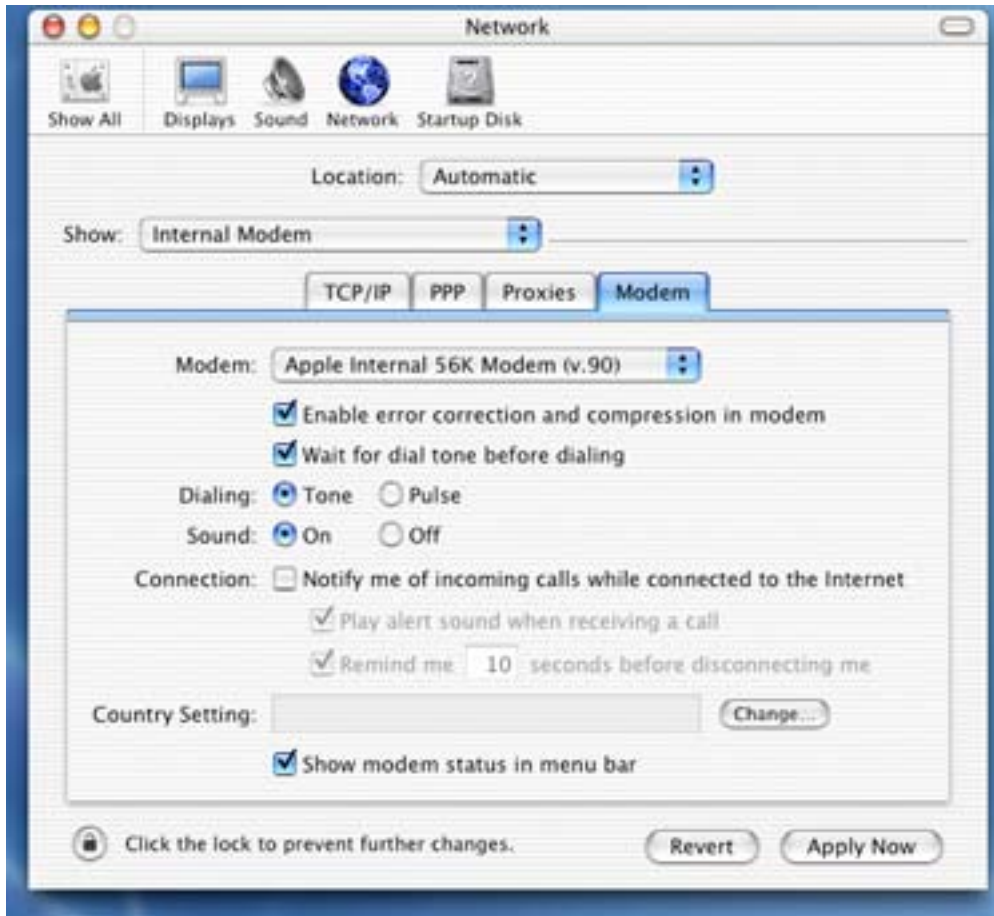 Network
Show All Displays Sound Network Startup Disk
Location: Automatic
Show: Internal Modem
TCP/IP PPP Proxies Modem
Modem: Apple Internal 56K Modem (v.90)
Enable error correction and compression in modem
Wait for dial tone before dialing
Dialing: Tone Pulse
Sound: On Off
Connection: Notify me of incoming calls while connected to the Internet
Play alert sound when receiving a call
Remind me 10 seconds before disconnecting me
Country Setting: Change...
Show modem status in menu bar
Click the lock to prevent further changes. Revert Apply Now